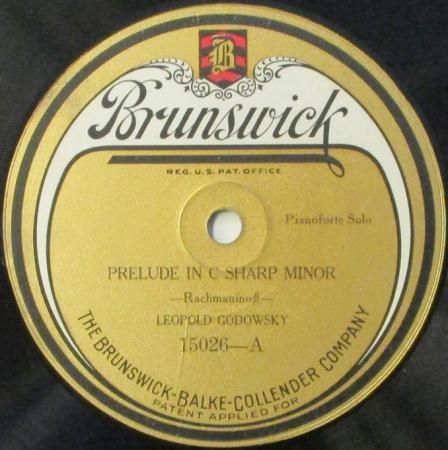 B
Brunswick
REG. U.S. PAT. OFFICE
Pianoforte Solo
PRELUDE IN C SHARP MINOR
—Rachmaninoff—
LEOPOLD GODOWSKY
15026—A
THE BRUNSWICK-BALKE-COLLENDER COMPANY
PATENT APPLIED FOR